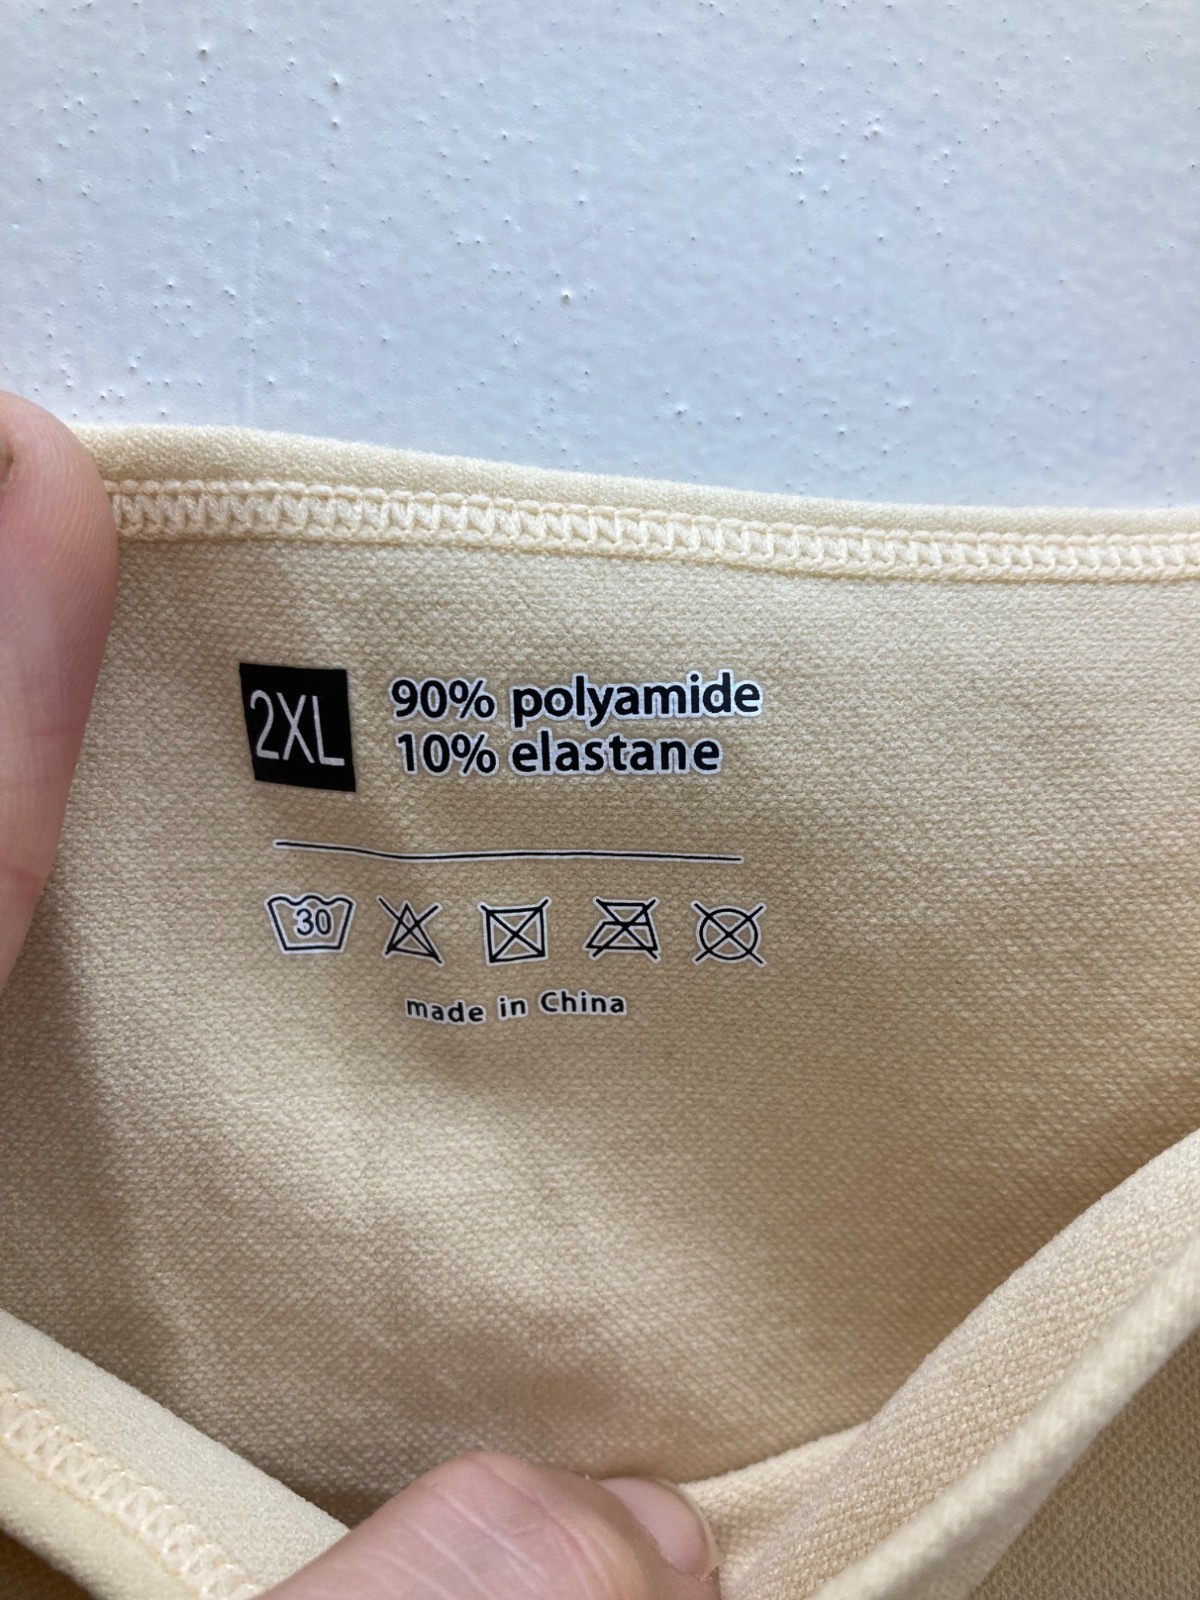 2XL
90% polyamide
10% elastane
30
made in China